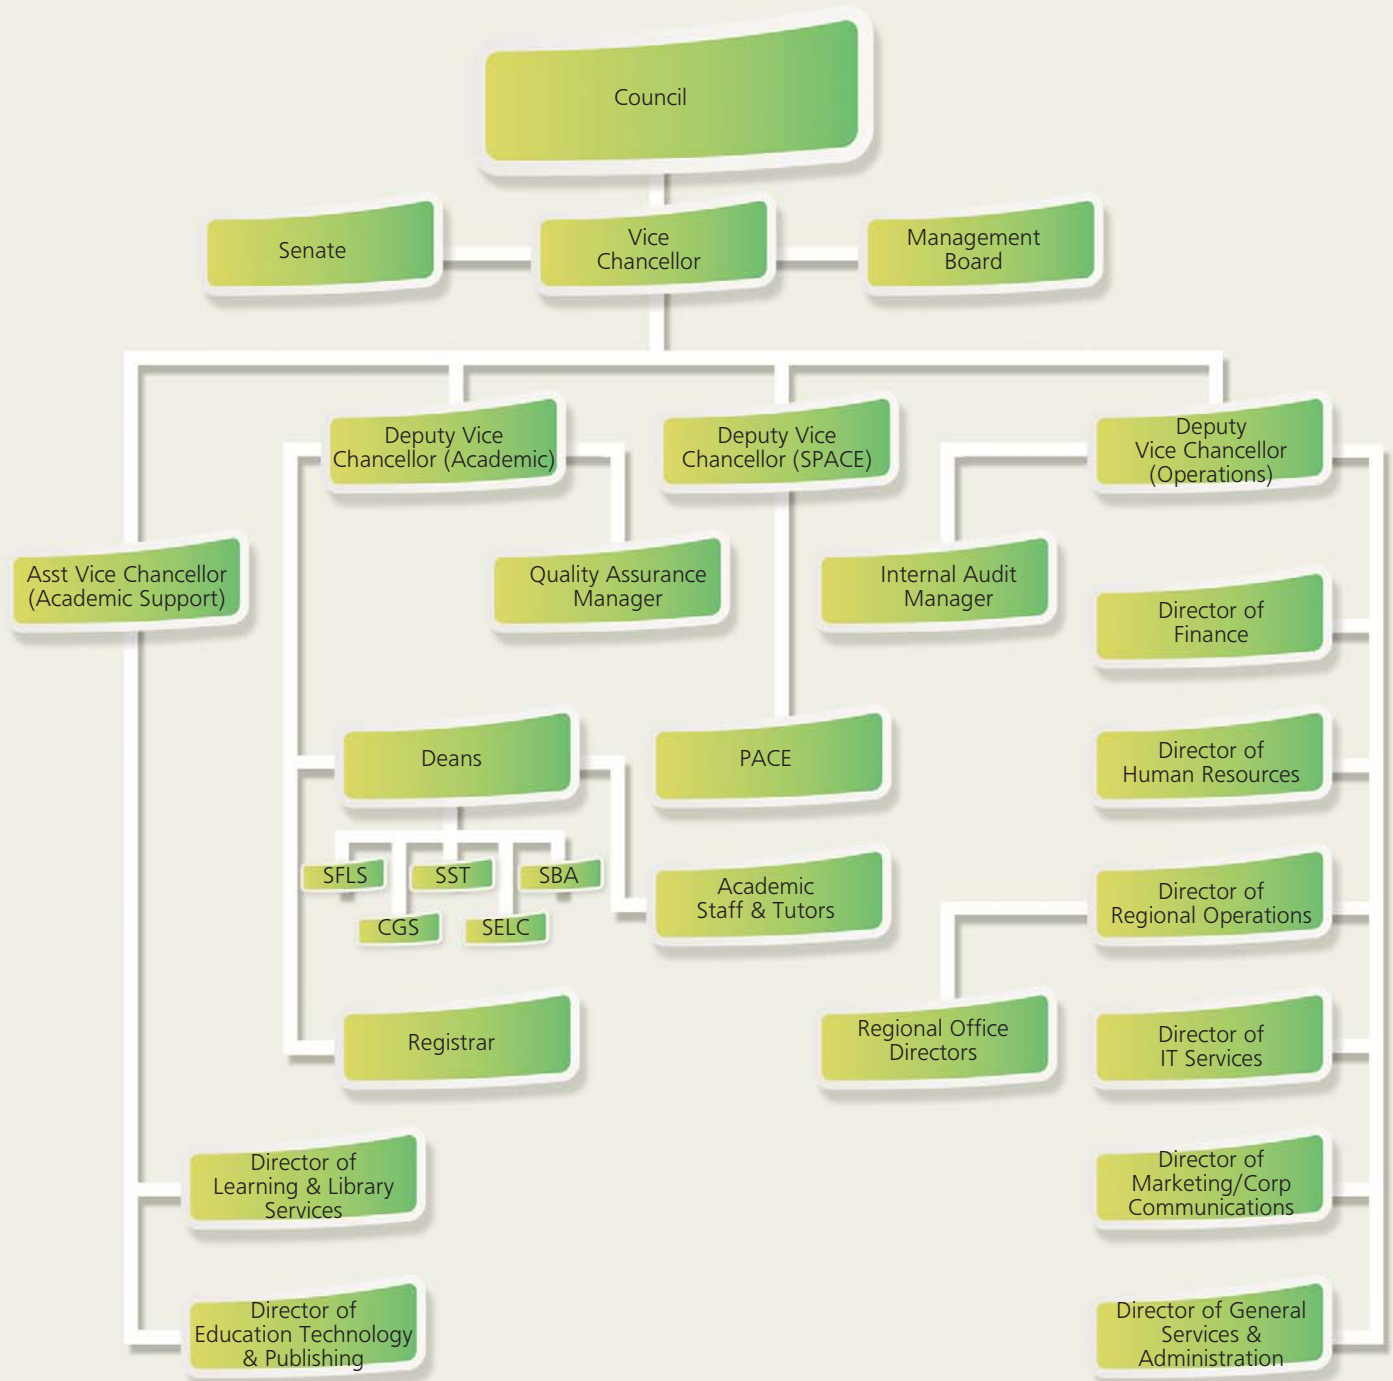 Council
Senate
Vice
Chancellor
Management
Board
Deputy Vice
Chancellor (Academic)
Deputy Vice
Chancellor (SPACE)
Deputy
Vice Chancellor
(Operations)
Asst Vice Chancellor
(Academic Support)
Quality Assurance
Manager
Internal Audit
Manager
Director of
Finance
Deans
PACE
Director of
Human Resources
SFLS
SST
SBA
CGS
SELC
Academic
Staff & Tutors
Director of
Regional Operations
Registrar
Regional Office
Directors
Director of
IT Services
Director of
Learning & Library
Services
Director of
Marketing/Corp
Communications
Director of
Education Technology
& Publishing
Director of General
Services &
Administration